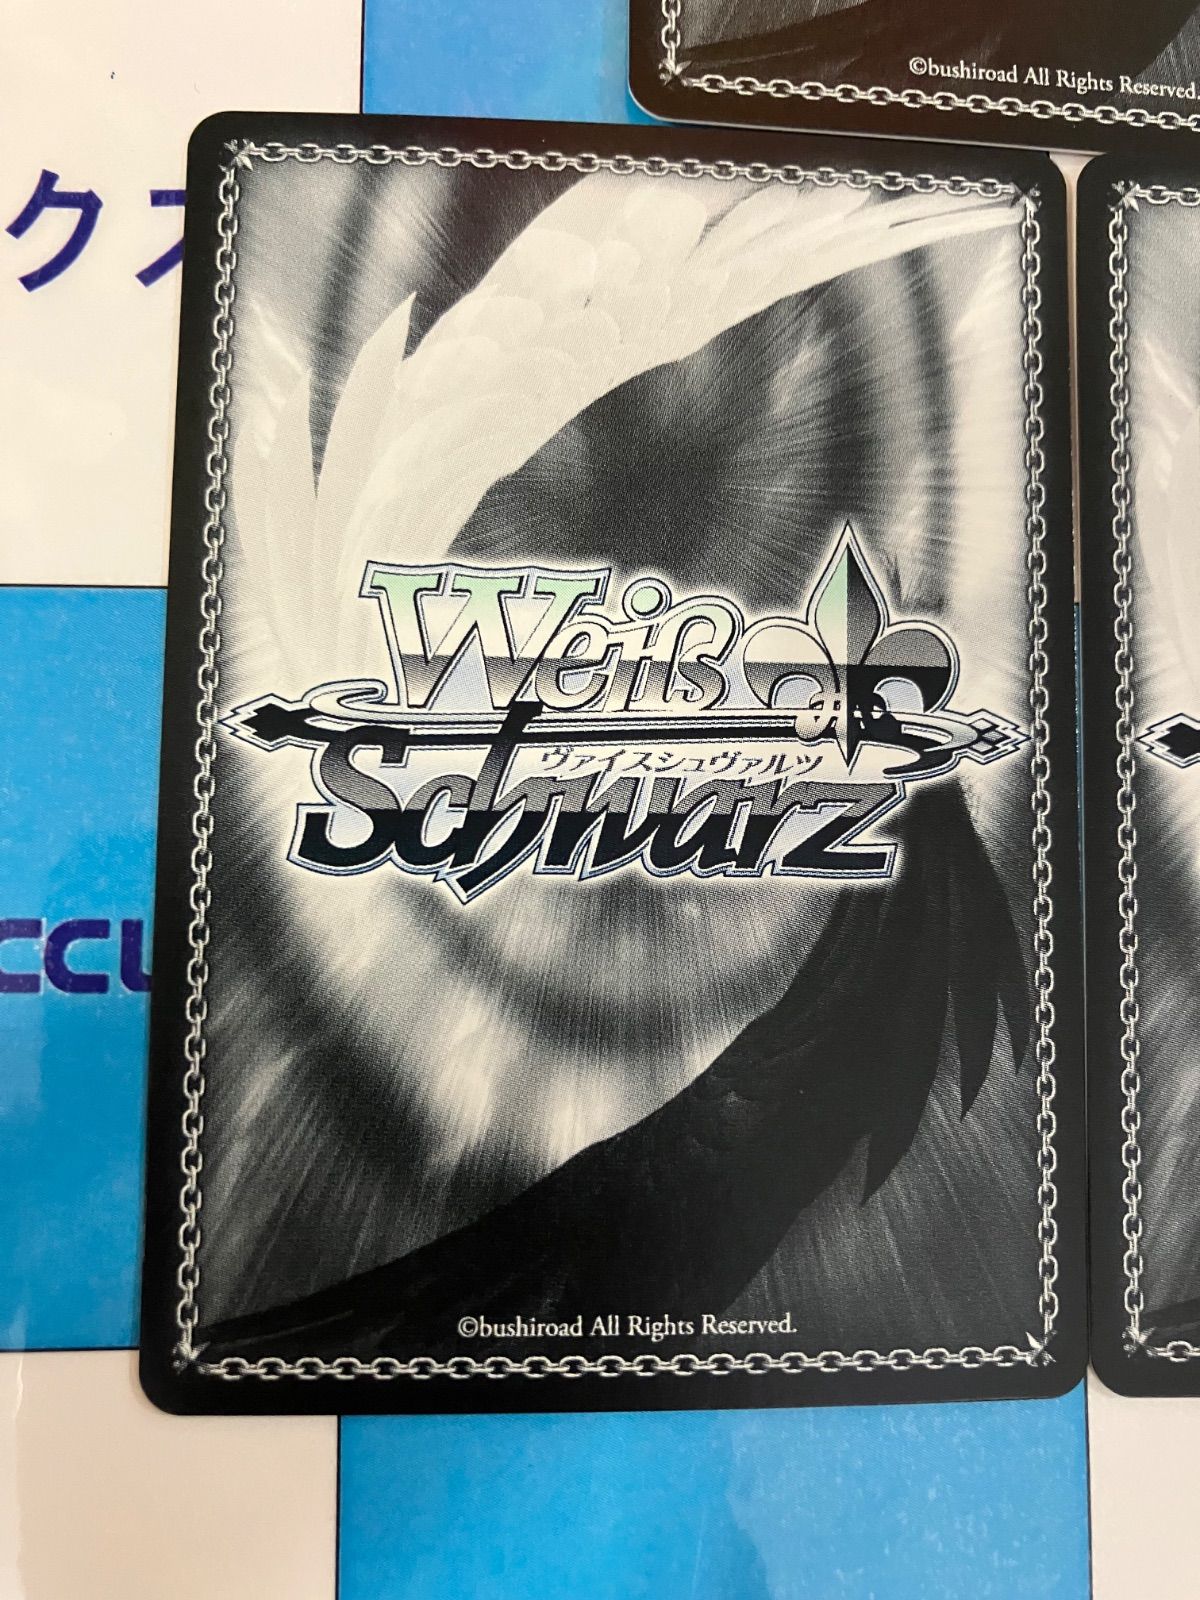 ©bushiroad All Rights Reserved.
クス
Weiß
ヴァイスシュヴァルツ
Schwarz
CCU
©bushiroad All Rights Reserved.